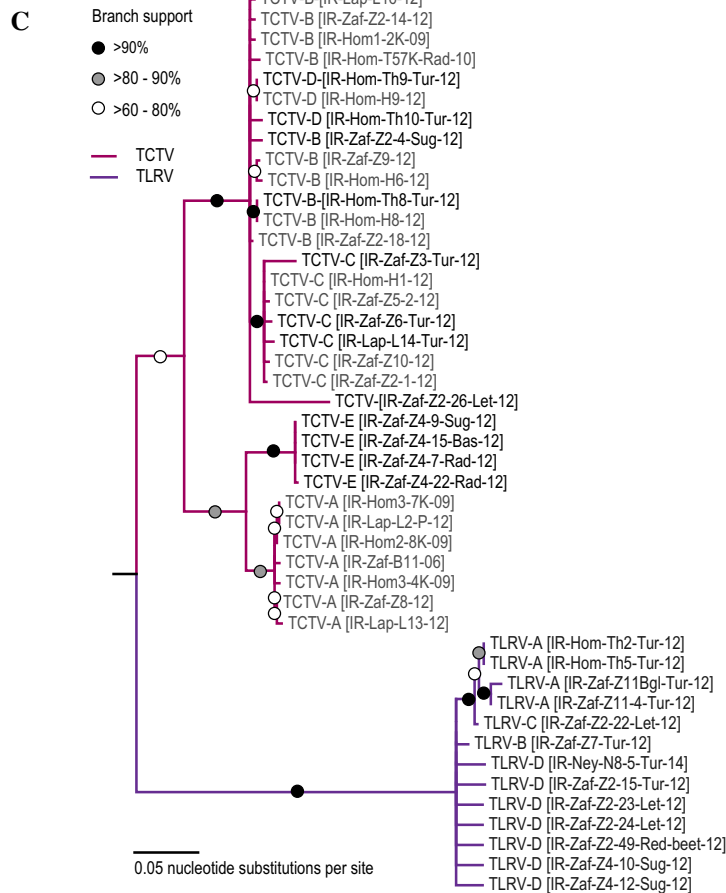 C
Branch support
>90%
>80 - 90%
>60 - 80%
TCTV
TLRV
TCTV-B [IR-Zaf-Z2-14-12]
TCTV-B [IR-Hom1-2K-09]
TCTV-B [IR-Hom-T57K-Rad-10]
TCTV-D-[IR-Hom-Th9-Tur-12]
TCTV-D [IR-Hom-H9-12]
TCTV-D [IR-Hom-Th10-Tur-12]
TCTV-B [IR-Zaf-Z2-4-Sug-12]
TCTV-B [IR-Zaf-Z9-12]
TCTV-B [IR-Hom-H6-12]
TCTV-B-[IR-Hom-Th8-Tur-12]
TCTV-B [IR-Hom-H8-12]
TCTV-B [IR-Zaf-Z2-18-12]
TCTV-C [IR-Zaf-Z3-Tur-12]
TCTV-C [IR-Hom-H1-12]
TCTV-C [IR-Zaf-Z5-2-12]
TCTV-C [IR-Zaf-Z6-Tur-12]
TCTV-C [IR-Lap-L14-Tur-12]
TCTV-C [IR-Zaf-Z10-12]
TCTV-C [IR-Zaf-Z2-1-12]
TCTV-[IR-Zaf-Z2-26-Let-12]
TCTV-E [IR-Zaf-Z4-9-Sug-12]
TCTV-E [IR-Zaf-Z4-15-Bas-12]
TCTV-E [IR-Zaf-Z4-7-Rad-12]
TCTV-E [IR-Zaf-Z4-22-Rad-12]
TCTV-A [IR-Hom3-7K-09]
TCTV-A [IR-Lap-L2-P-12]
TCTV-A [IR-Hom2-8K-09]
TCTV-A [IR-Zaf-B11-06]
TCTV-A [IR-Hom3-4K-09]
TCTV-A [IR-Zaf-Z8-12]
TCTV-A [IR-Lap-L13-12]
TLRV-A [IR-Hom-Th2-Tur-12]
TLRV-A [IR-Hom-Th5-Tur-12]
TLRV-A [IR-Zaf-Z11Bgl-Tur-12]
TLRV-A [IR-Zaf-Z11-4-Tur-12]
TLRV-C [IR-Zaf-Z2-22-Let-12]
TLRV-B [IR-Zaf-Z7-Tur-12]
TLRV-D [IR-Ney-N8-5-Tur-14]
TLRV-D [IR-Zaf-Z2-15-Tur-12]
TLRV-D [IR-Zaf-Z2-23-Let-12]
TLRV-D [IR-Zaf-Z2-24-Let-12]
TLRV-D [IR-Zaf-Z2-49-Red-beet-12]
TLRV-D [IR-Zaf-Z4-10-Sug-12]
TLRV-D [IR-Zaf-Z4-12-Sug-12]
0.05 nucleotide substitutions per site